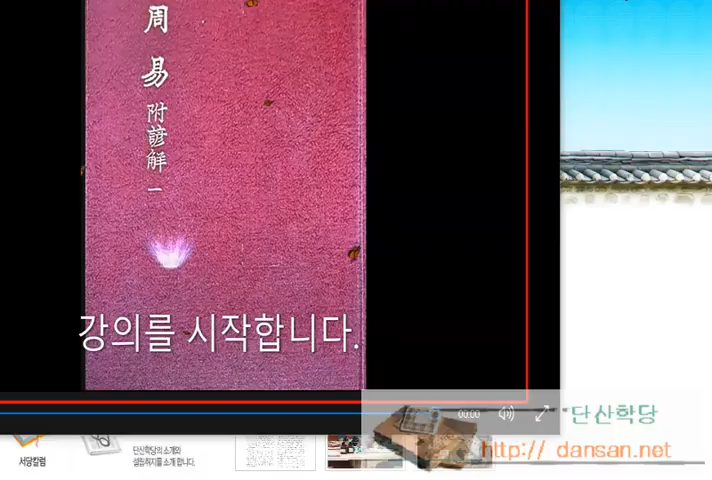 周易附諺解一
강의를 시작합니다.
00:00
단산학당
http:// dansan.net
서당칼럼
단산학당의 소개와
설립취지를 소개 합니다.